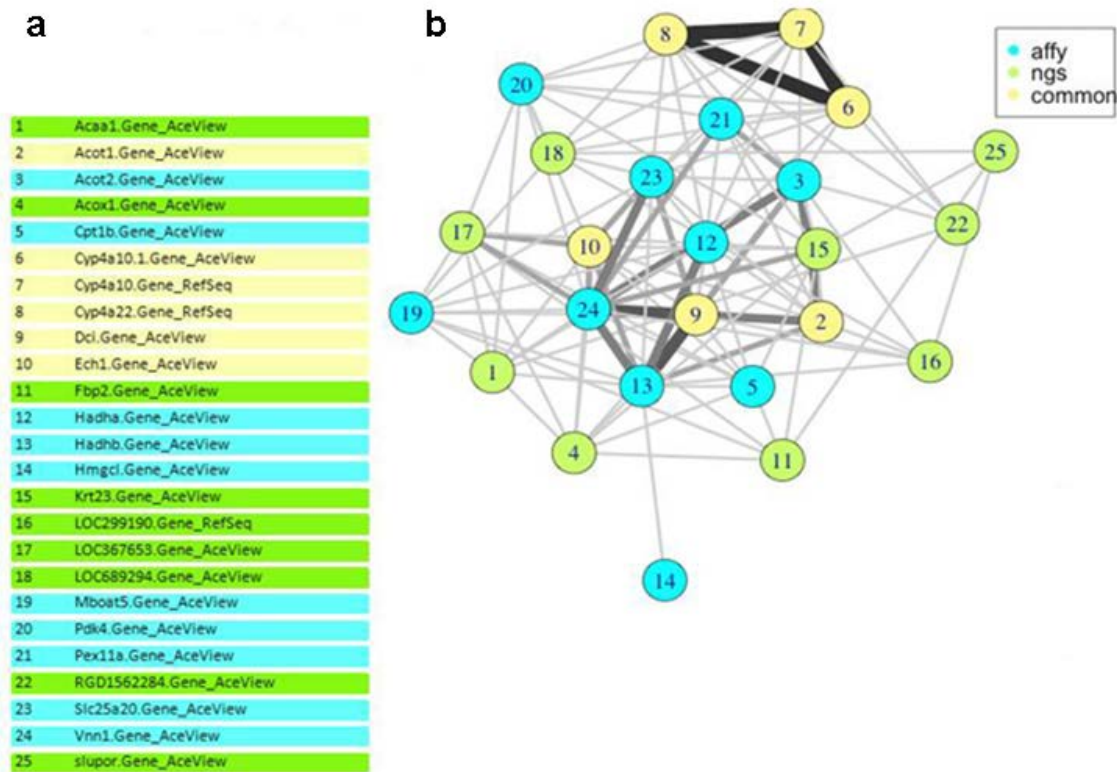 a
b
1 Acaa1.Gene_AceView
2 Acot1.Gene_AceView
3 Acot2.Gene_AceView
4 Acox1.Gene_AceView
5 Cpt1b.Gene_AceView
6 Cyp4a10.1.Gene_AceView
7 Cyp4a10.Gene_RefSeq
8 Cyp4a22.Gene_RefSeq
9 Dci.Gene_AceView
10 Ech1.Gene_AceView
11 Fbp2.Gene_AceView
12 Hadha.Gene_AceView
13 Hadhb.Gene_AceView
14 Hmgcl.Gene_AceView
15 Krt23.Gene_AceView
16 LOC299190.Gene_RefSeq
17 LOC367653.Gene_AceView
18 LOC689294.Gene_AceView
19 Mboat5.Gene_AceView
20 Pdk4.Gene_AceView
21 Pex11a.Gene_AceView
22 RGD1562284.Gene_AceView
23 Slc25a20.Gene_AceView
24 Vnn1.Gene_AceView
25 slupor.Gene_AceView
8
7
20
6
21
18
25
23
3
22
17
10
12
15
19
24
9
2
1
13
5
16
4
11
14
affy
ngs
common